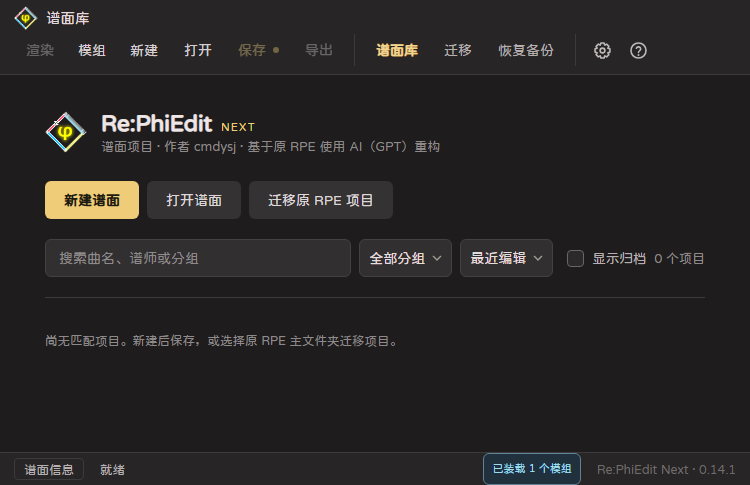 谱面库
渲染 模组 新建 打开 保存 导出 谱面库 迁移 恢复备份
Re:PhiEdit NEXT
谱面项目 · 作者 cmdysj · 基于原 RPE 使用 AI（GPT）重构
新建谱面 打开谱面 迁移原 RPE 项目
搜索曲名、谱师或分组 全部分组 最近编辑 显示归档 0 个项目
尚无匹配项目。新建后保存，或选择原 RPE 主文件夹迁移项目。
谱面信息 就绪 已装载 1 个模组 Re:PhiEdit Next · 0.14.1